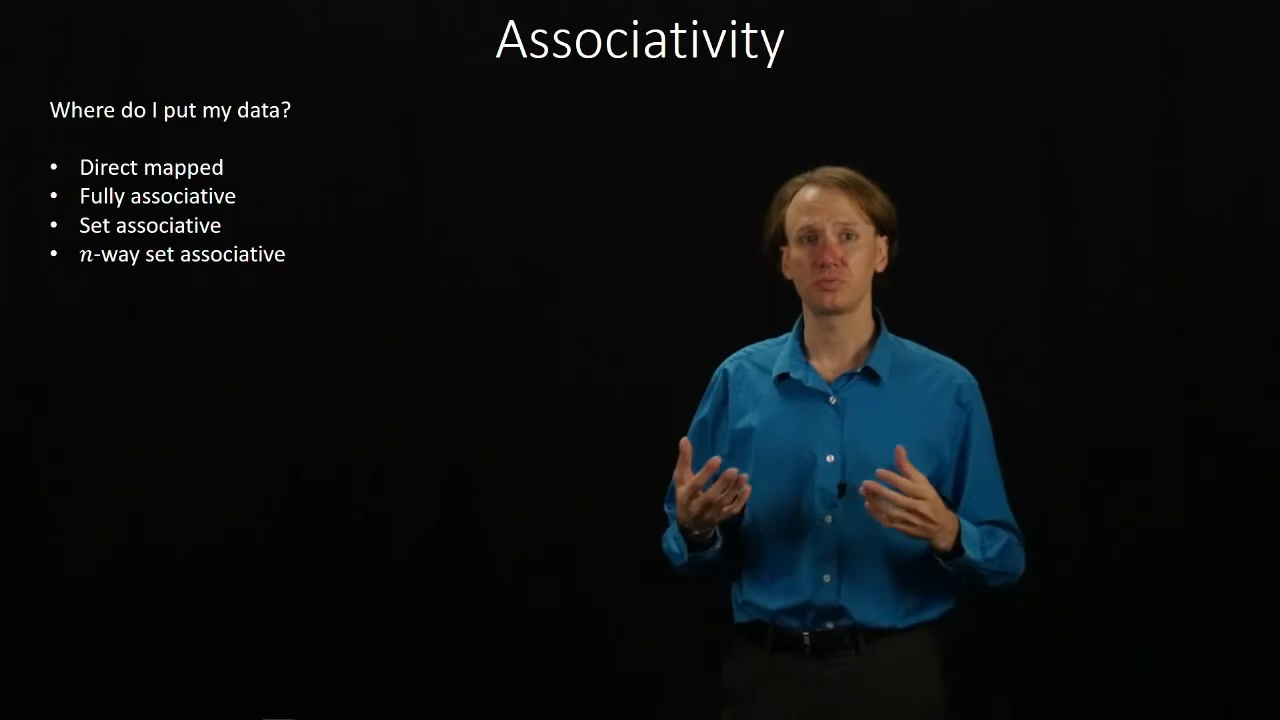 Associativity
Where do I put my data?
• Direct mapped
• Fully associative
• Set associative
• n-way set associative